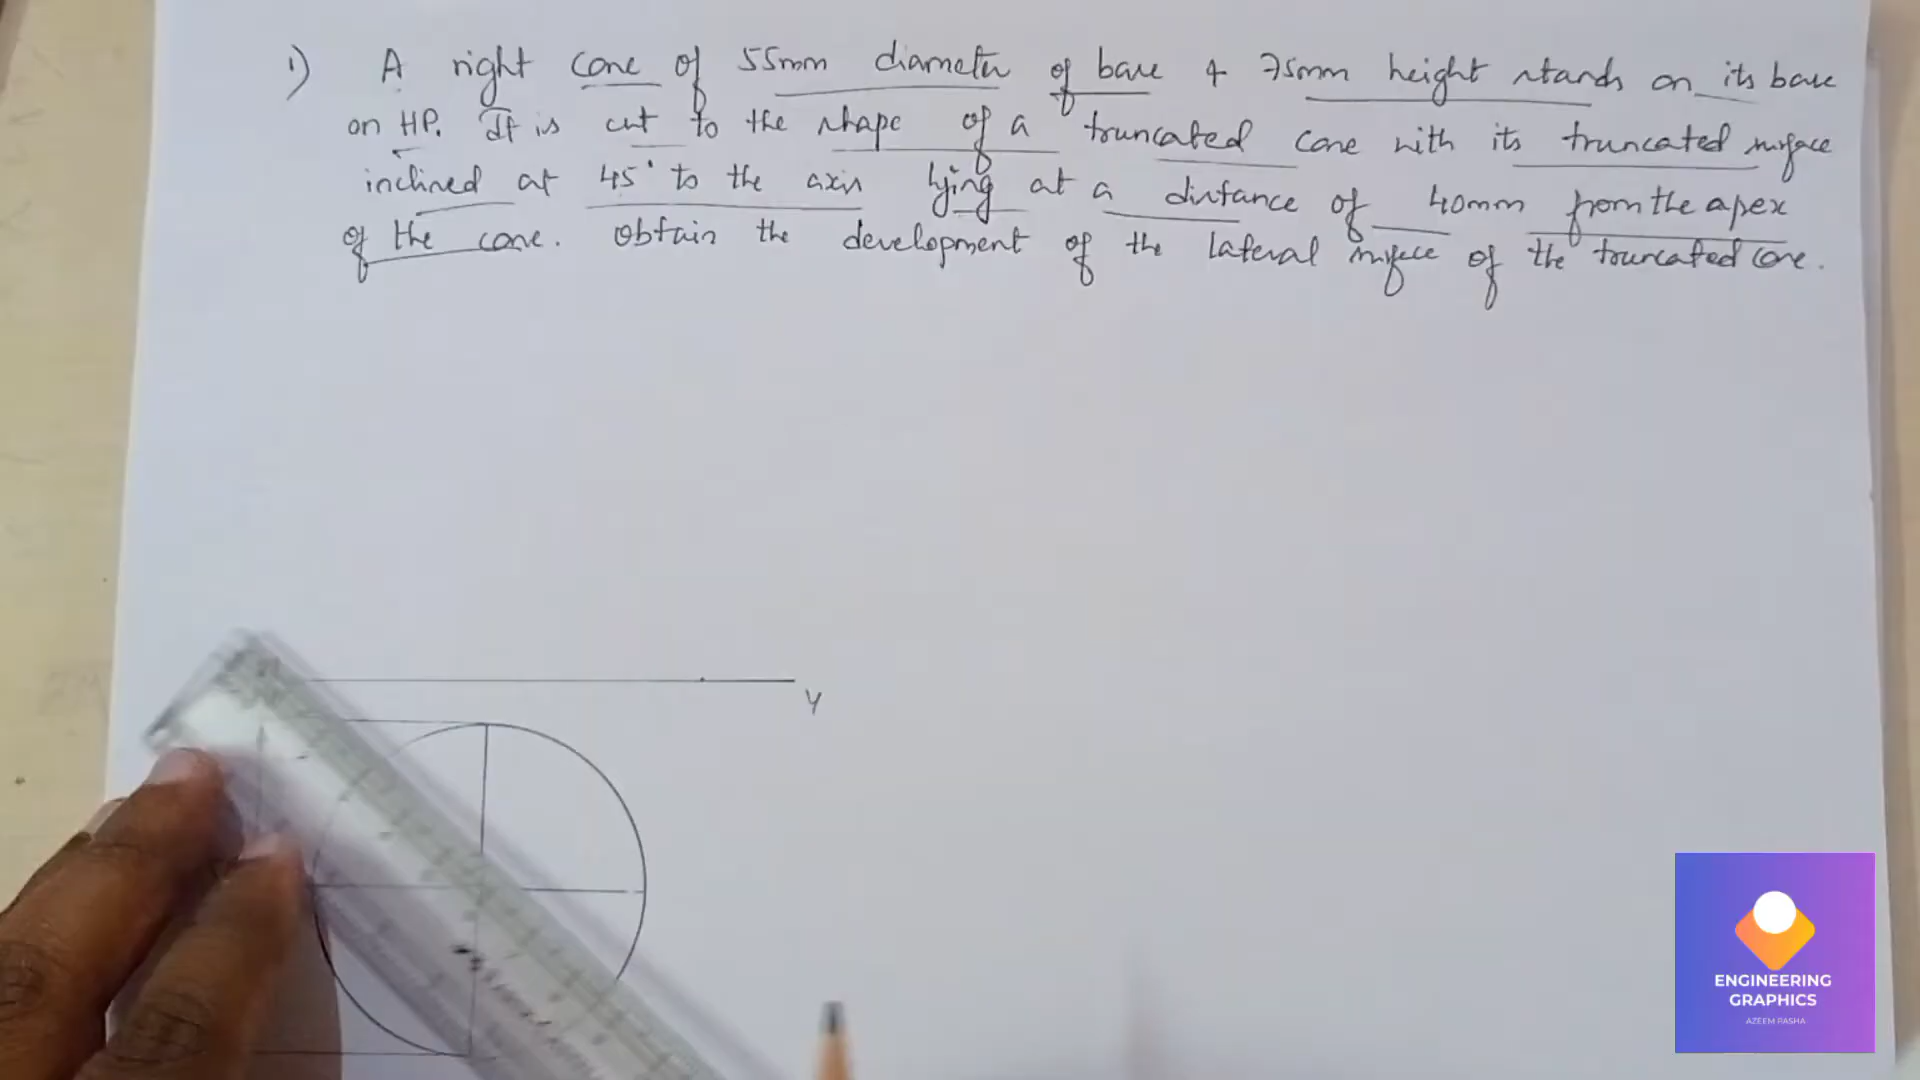 1) A right cone of 55mm diameter of base & 75mm height stands on its base
on HP. It is cut to the shape of a truncated cone with its truncated surface
inclined at 45° to the axis lying at a distance of 40mm from the apex
of the cone. obtain the development of the lateral surface of the truncated cone.
Y
ENGINEERING
GRAPHICS
AZEEM PASHA